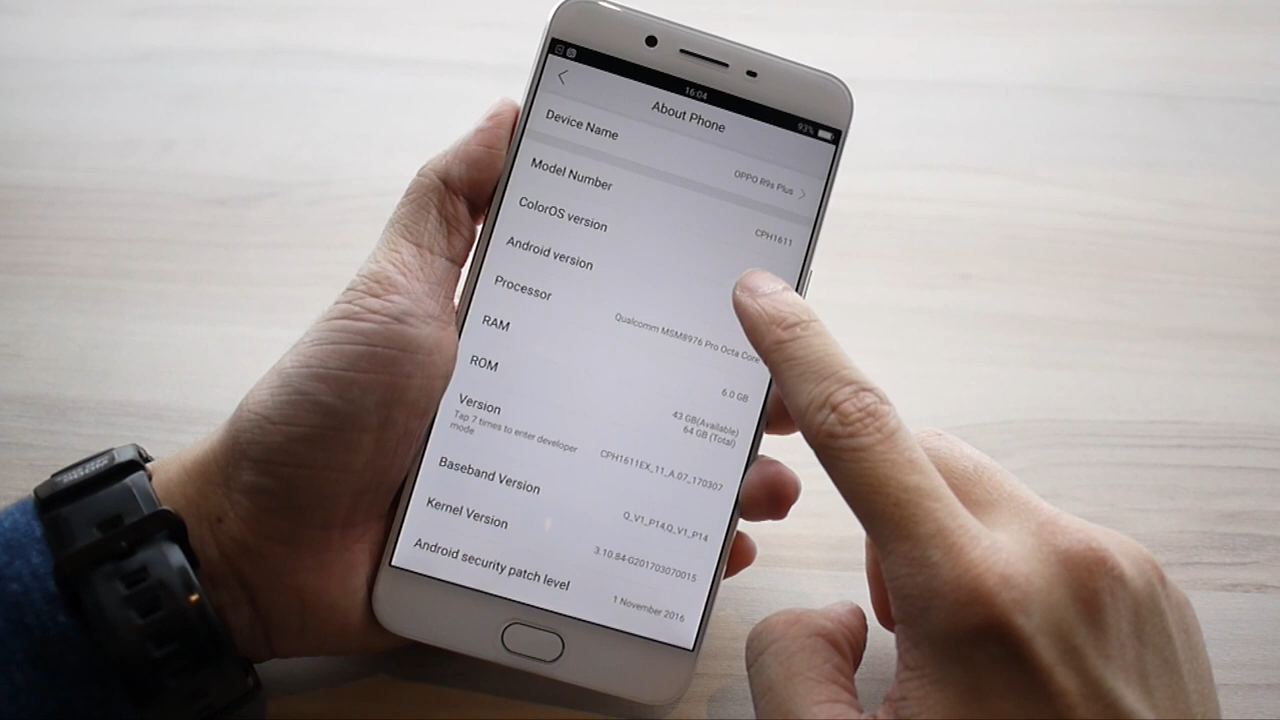 16:04
93%
About Phone
Device Name
OPPO R9s Plus
Model Number
CPH1611
ColorOS version
Android version
Processor
Qualcomm MSM8976 Pro Octa Core
RAM
6.0 GB
ROM
43 GB(Available)
64 GB (Total)
Version
Tap 7 times to enter developer
mode
CPH1611EX_11_A.07_170307
Baseband Version
Q_V1_P14,Q_V1_P14
Kernel Version
3.10.84-G201703070015
Android security patch level
1 November 2016